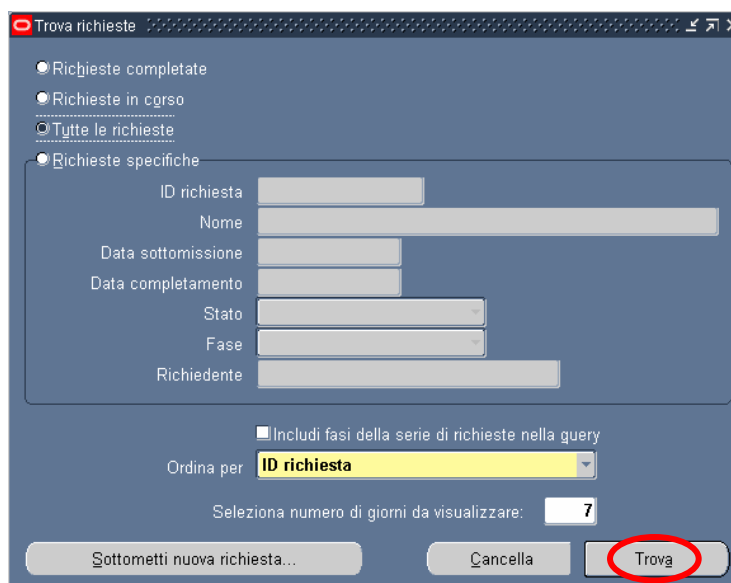 Trova richieste
Richieste completate
Richieste in corso
Tutte le richieste
Richieste specifiche
ID richiesta
Nome
Data sottomissione
Data completamento
Stato
Fase
Richiedente
Includi fasi della serie di richieste nella query
Ordina per ID richiesta
Seleziona numero di giorni da visualizzare: 7
Sottometti nuova richiesta... Cancella Trova